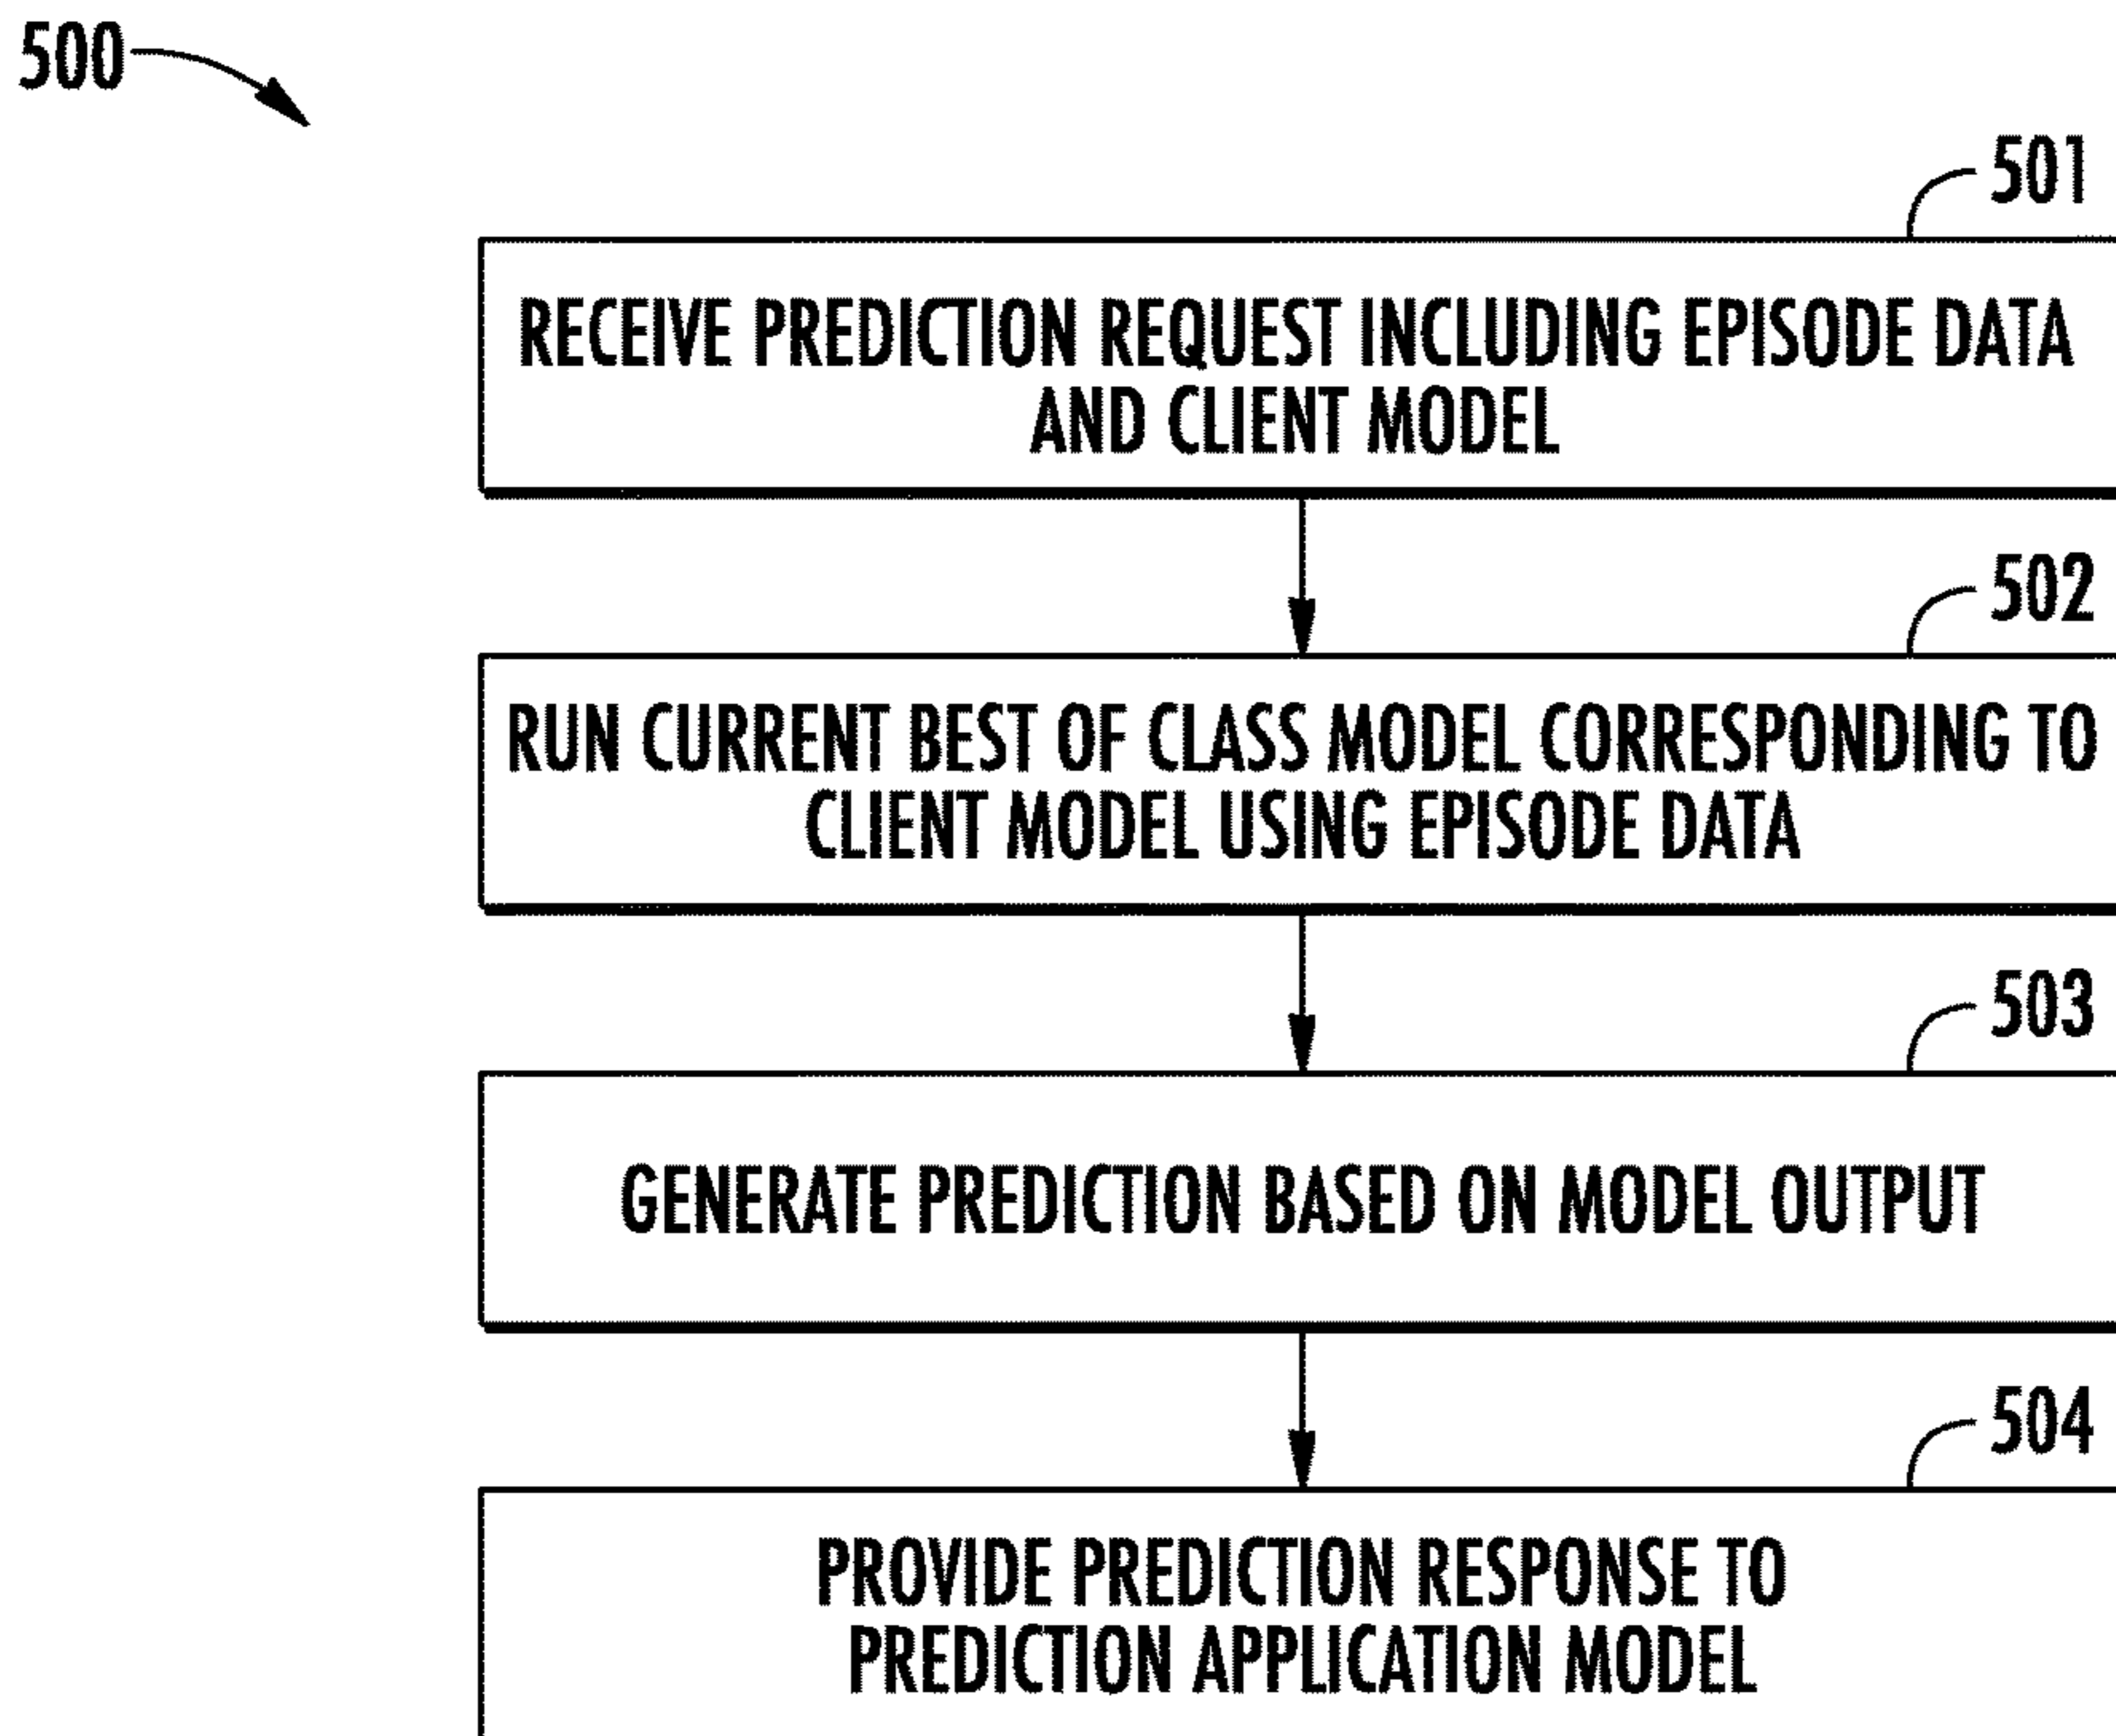 500
501
RECEIVE PREDICTION REQUEST INCLUDING EPISODE DATA
AND CLIENT MODEL
502
RUN CURRENT BEST OF CLASS MODEL CORRESPONDING TO
CLIENT MODEL USING EPISODE DATA
503
GENERATE PREDICTION BASED ON MODEL OUTPUT
504
PROVIDE PREDICTION RESPONSE TO
PREDICTION APPLICATION MODEL